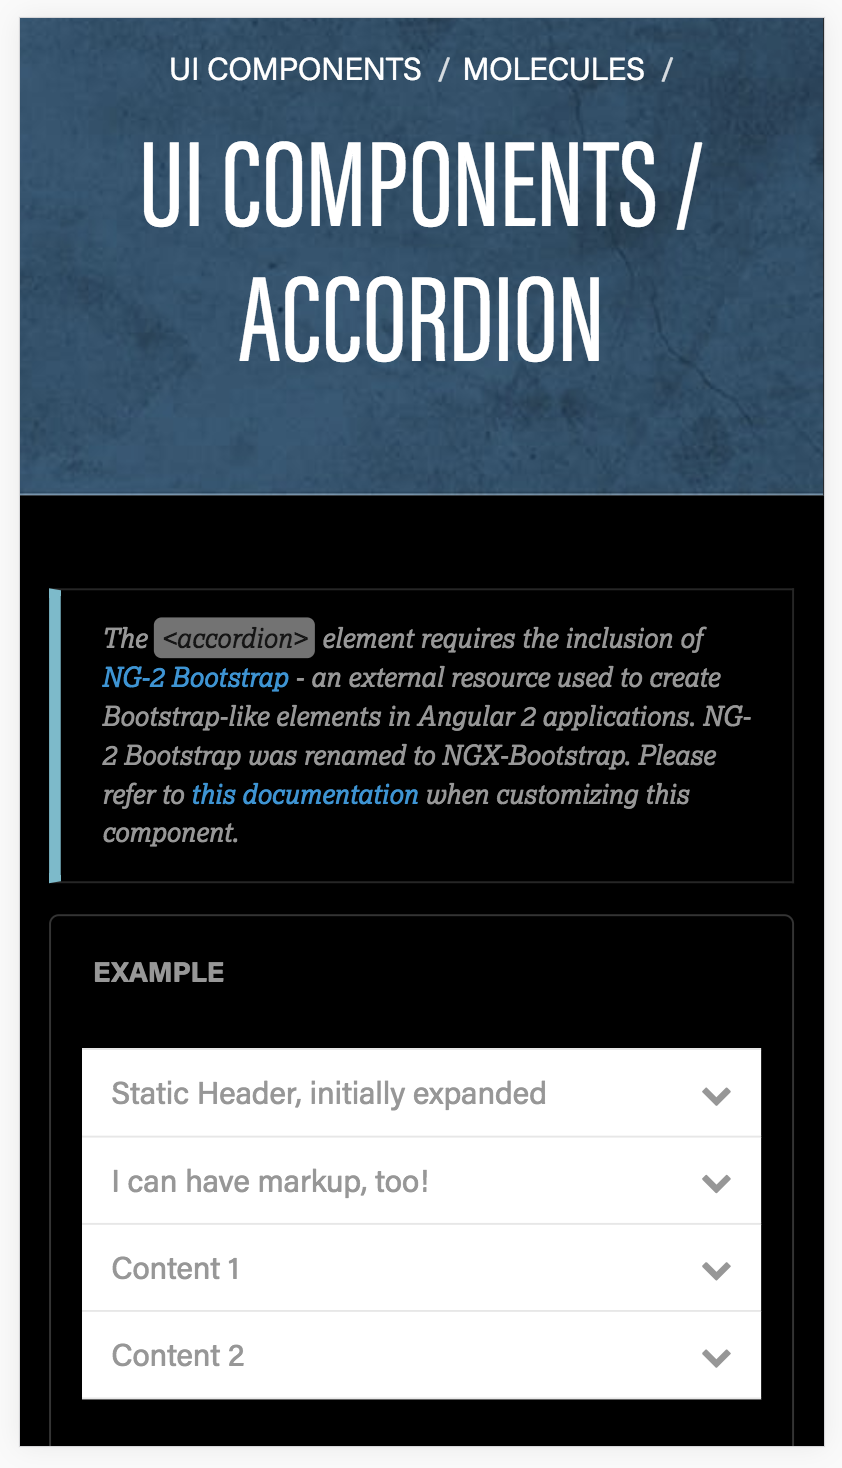 UI COMPONENTS / MOLECULES /
UI COMPONENTS /
ACCORDION
The <accordion> element requires the inclusion of
NG-2 Bootstrap - an external resource used to create
Bootstrap-like elements in Angular 2 applications. NG-
2 Bootstrap was renamed to NGX-Bootstrap. Please
refer to this documentation when customizing this
component.
EXAMPLE
Static Header, initially expanded
I can have markup, too!
Content 1
Content 2